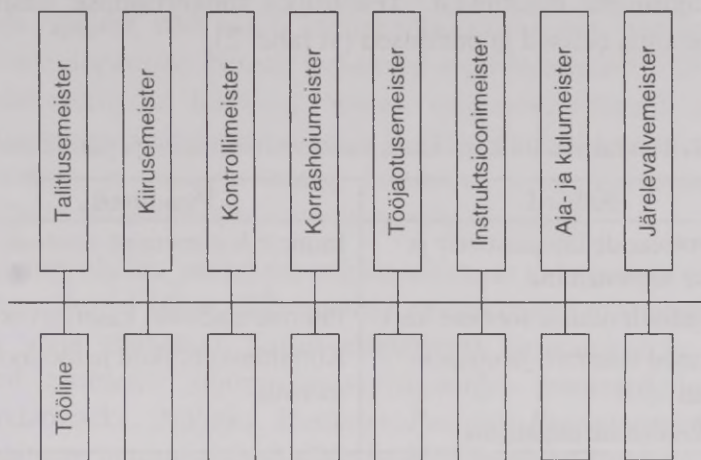 Talitlusemeister
Kiirusemeister
Kontrollimeister
Korrashoiumeister
Tööjaotusemeister
Instruktsioonimeister
Aja- ja kulumeister
Järelevalvemeister
Tööline